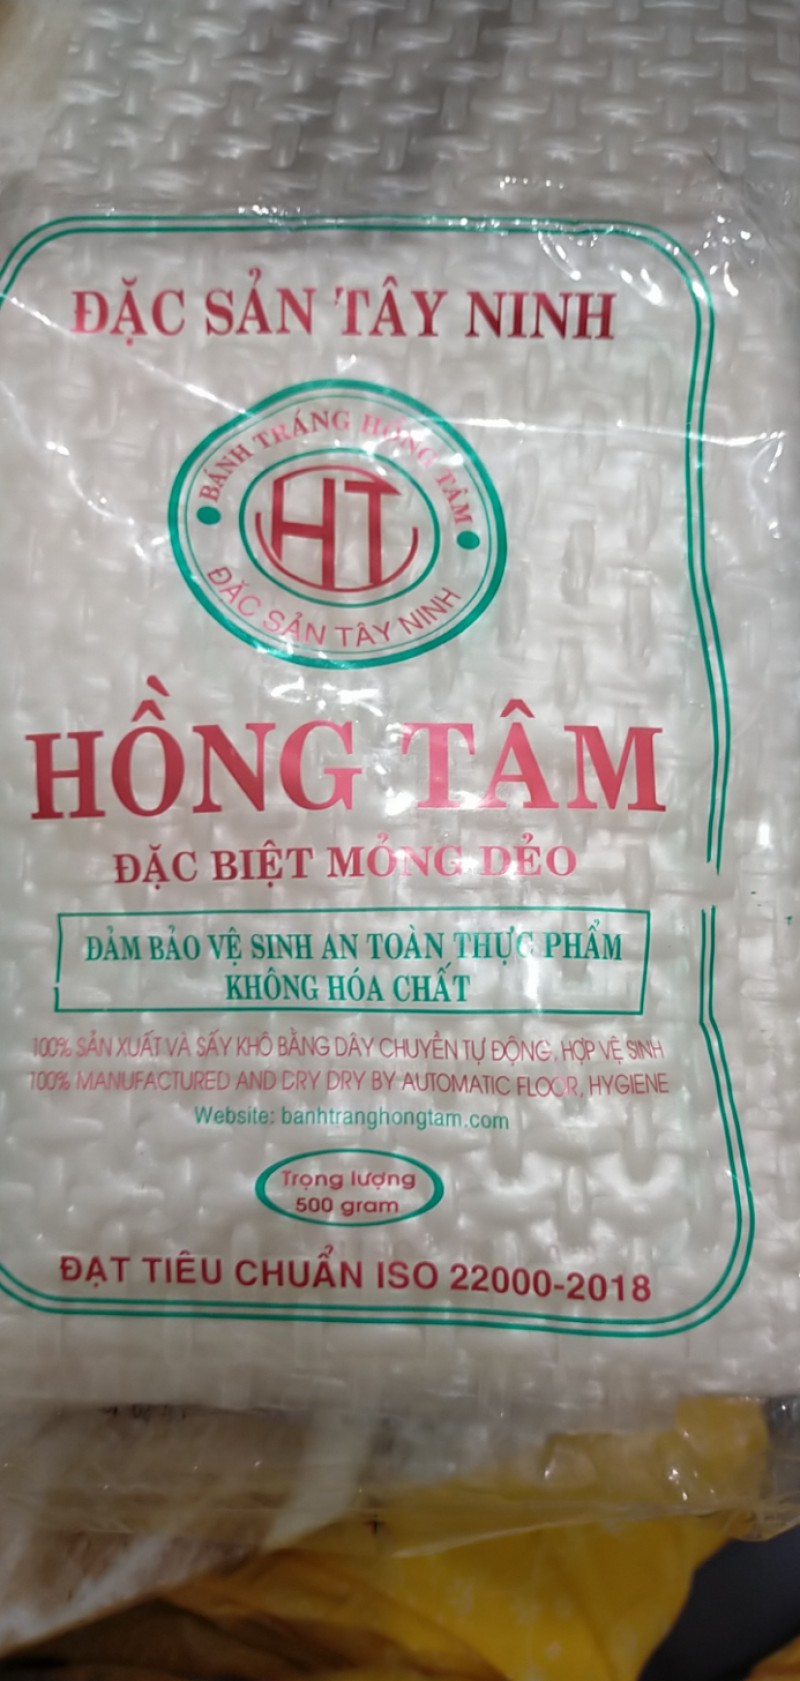 ĐẶC SẢN TÂY NINH
BÁNH TRÁNG HỒNG TÂM
HT
ĐẶC SẢN TÂY NINH
HỒNG TÂM
ĐẶC BIỆT MỎNG DẺO
ĐẢM BẢO VỆ SINH AN TOÀN THỰC PHẨM
KHÔNG HÓA CHẤT
100% SẢN XUẤT VÀ SẤY KHÔ BẰNG DÂY CHUYỀN TỰ ĐỘNG, HỢP VỆ SINH
100% MANUFACTURED AND DRY DRY BY AUTOMATIC FLOOR, HYGIENE
Website: banhtranghongtam.com
Trọng lượng
500 gram
ĐẠT TIÊU CHUẨN ISO 22000-2018